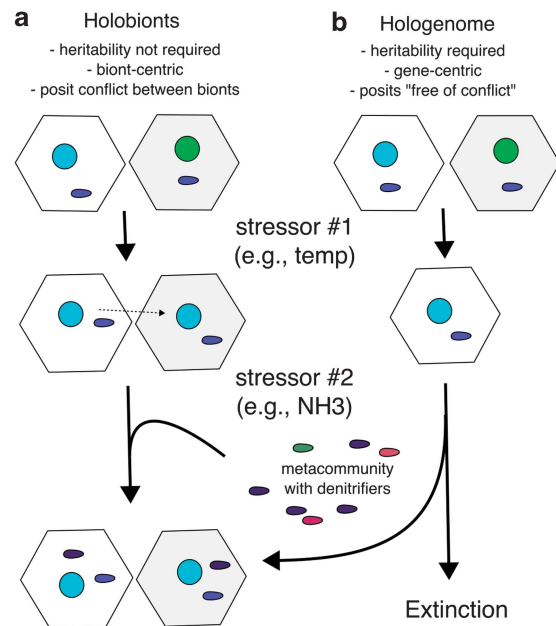 a
Holobionts
- heritability not required
- biont-centric
- posit conflict between bionts
b
Hologenome
- heritability required
- gene-centric
- posits "free of conflict"
stressor #1
(e.g., temp)
stressor #2
(e.g., NH3)
metacommunity
with denitrifiers
Extinction